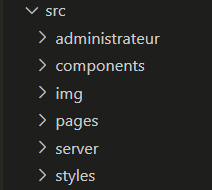 src
administrateur
components
img
pages
server
styles